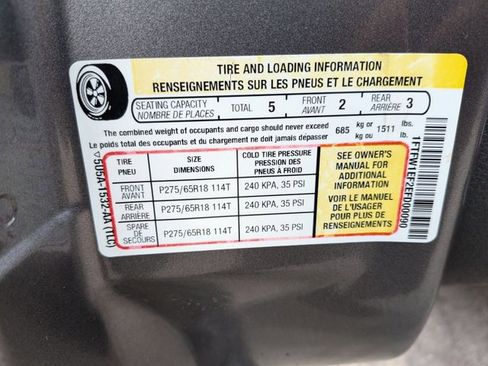 TIRE AND LOADING INFORMATION
RENSEIGNEMENTS SUR LES PNEUS ET LE CHARGEMENT
SEATING CAPACITY
NOMBRE DE PLACES
TOTAL 5
FRONT
AVANT 2
REAR
ARRIÈRE 3
The combined weight of occupants and cargo should never exceed 685 kg or 1511 lbs.
Le poids total des occupants et du chargement ne doit jamais dépasser kg ou lb.
TIRE
PNEU
SIZE
DIMENSIONS
COLD TIRE PRESSURE
PRESSION DES
PNEUS À FROID
FRONT
AVANT
P275/65R18 114T
240 KPA, 35 PSI
REAR
ARRIÈRE
P275/65R18 114T
240 KPA, 35 PSI
SPARE
DE
SECOURS
P275/65R18 114T
240 KPA, 35 PSI
SEE OWNER'S
MANUAL FOR
ADDITIONAL
INFORMATION
VOIR LE MANUEL
DE L'USAGER
POUR PLUS DE
RENSEIGNEMENTS